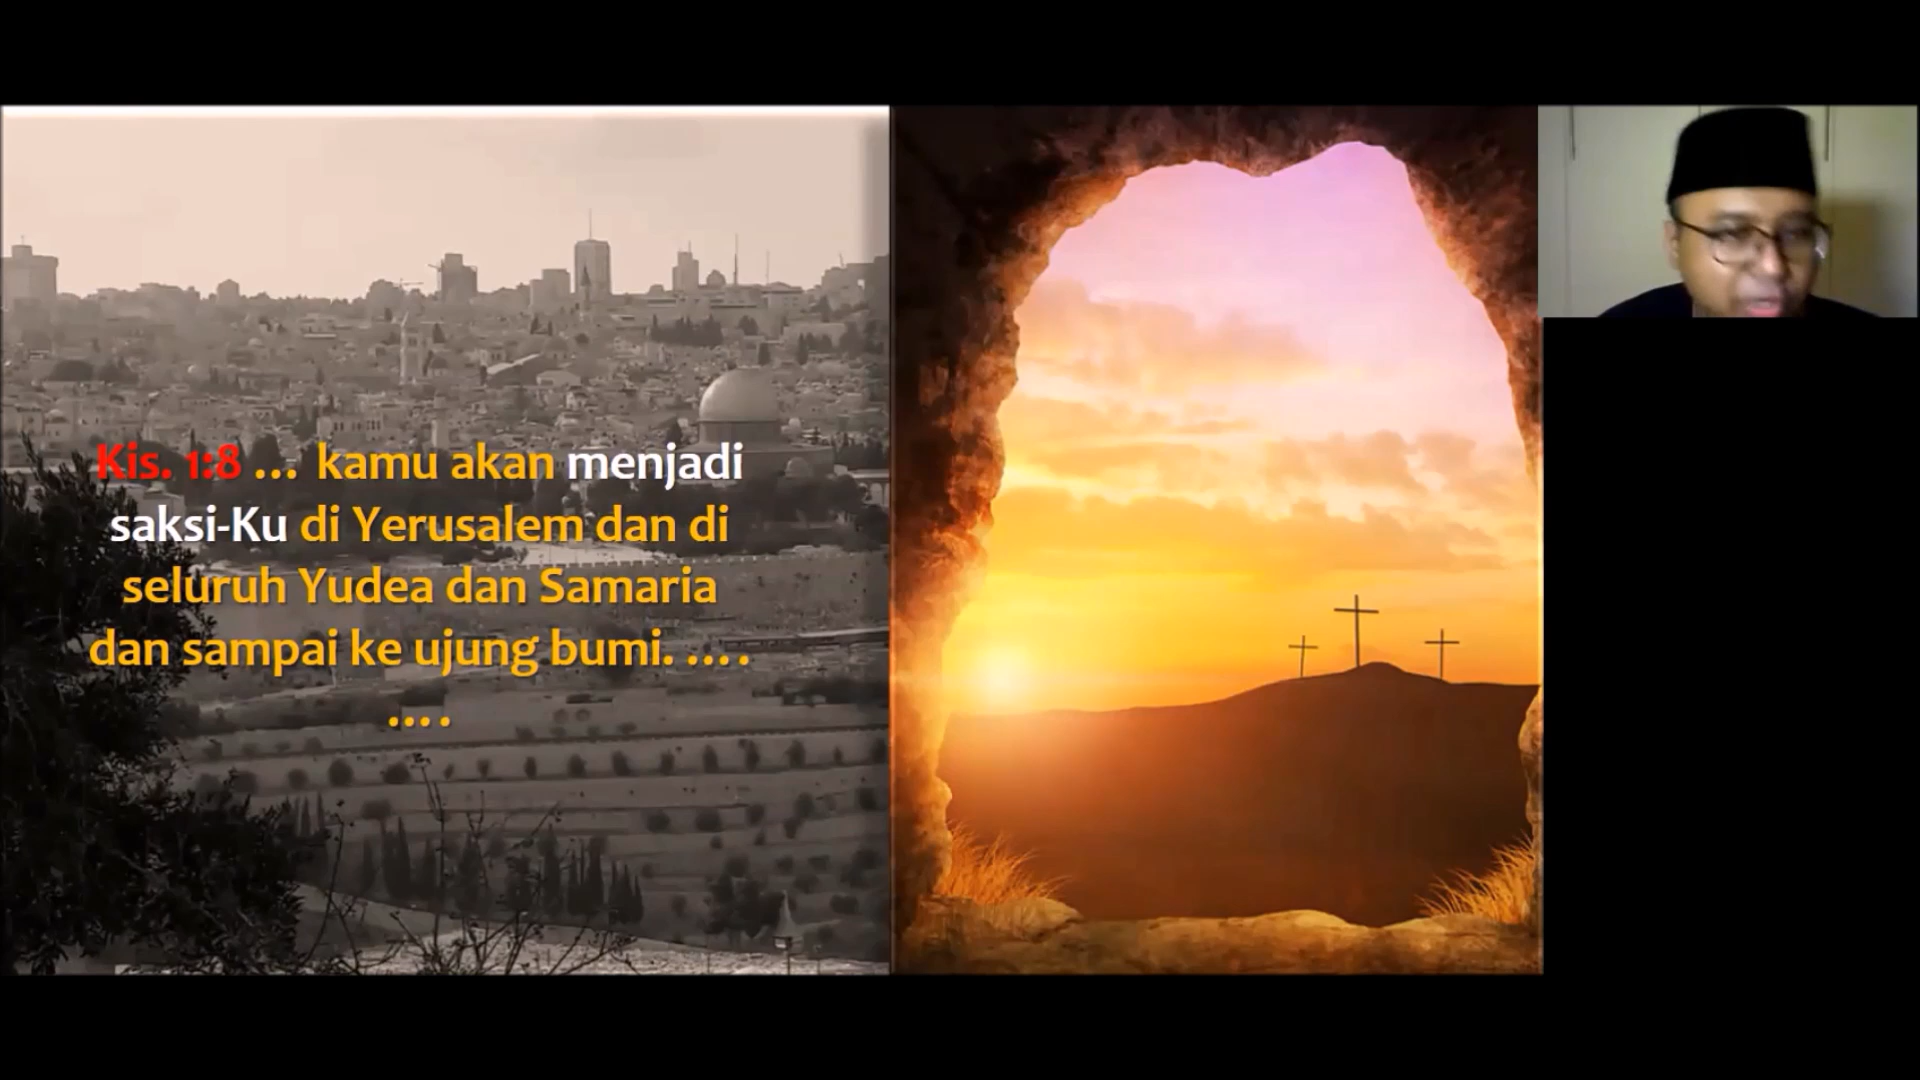 Kis. 1:8 ... kamu akan menjadi
saksi-Ku di Yerusalem dan di
seluruh Yudea dan Samaria
dan sampai ke ujung bumi. ....
....